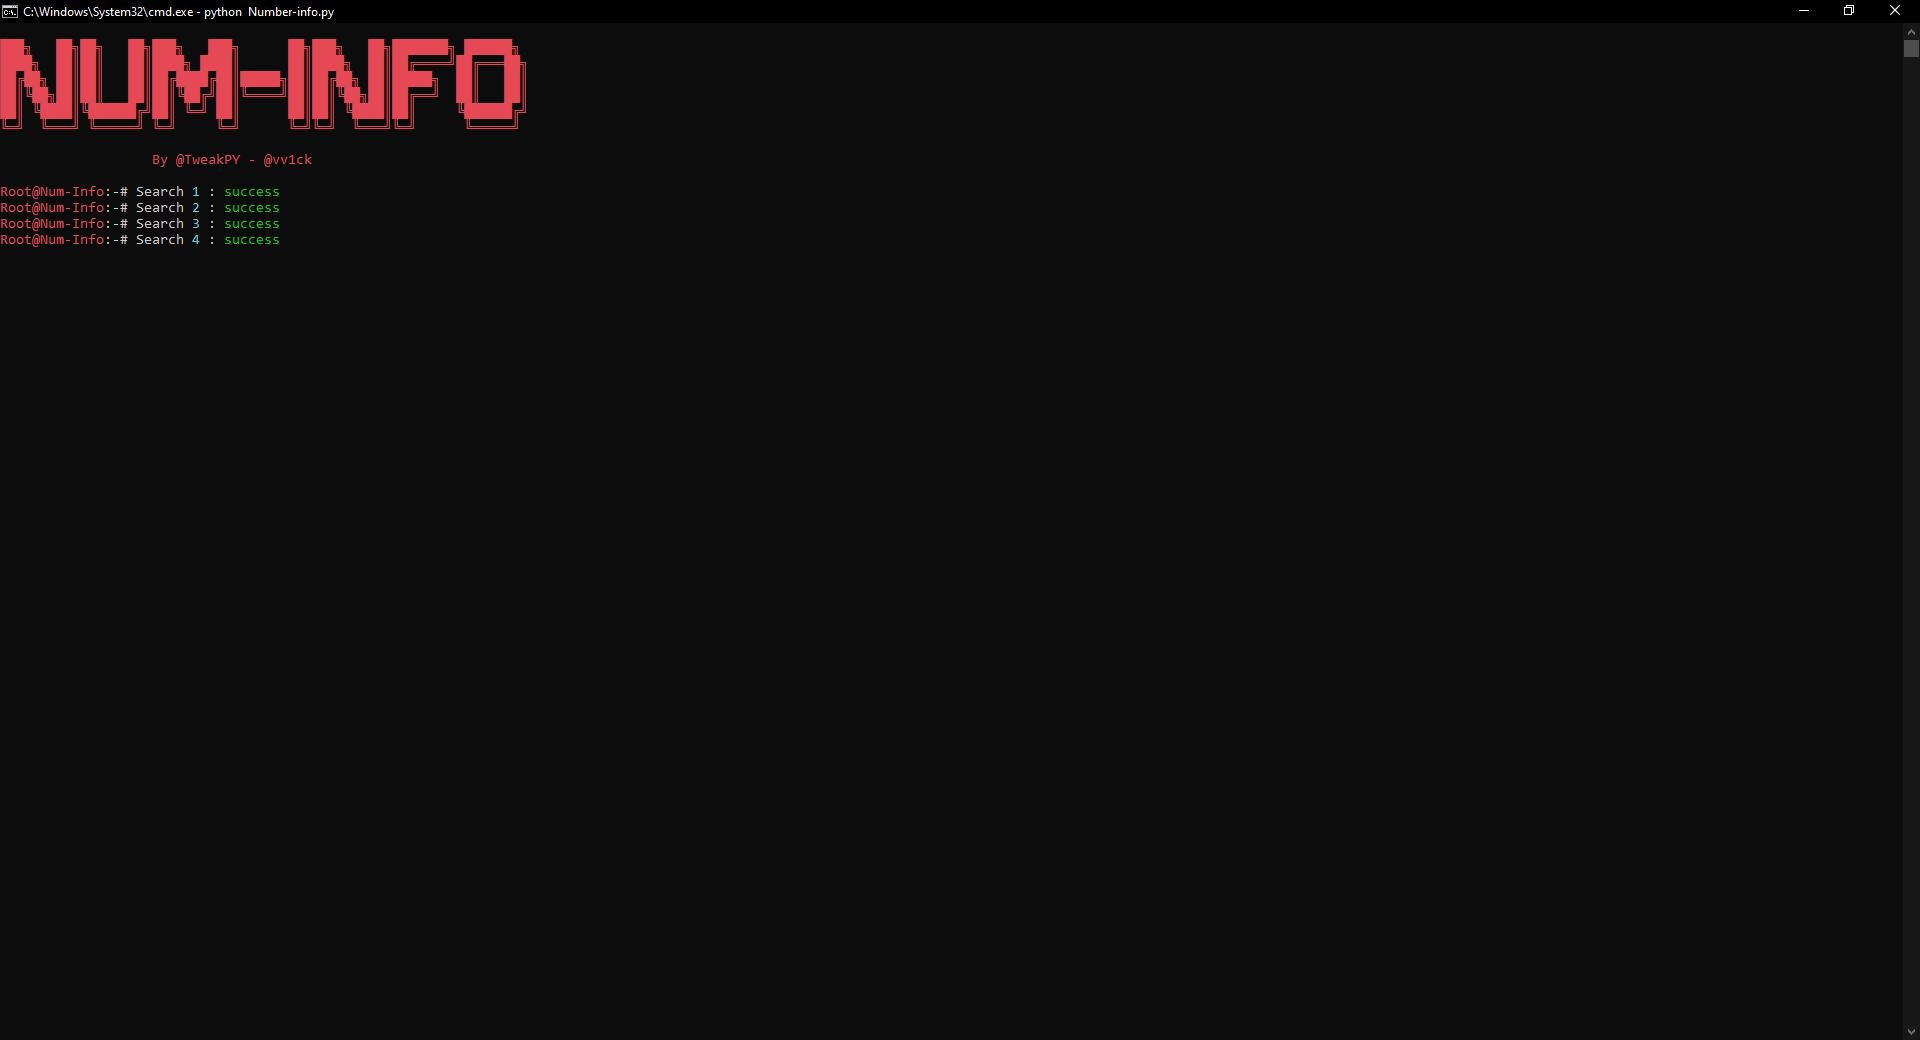 C:\Windows\System32\cmd.exe - python  Number-info.py
NUM-INFO
By @TweakPY - @vv1ck
Root@Num-Info:-# Search 1 : success
Root@Num-Info:-# Search 2 : success
Root@Num-Info:-# Search 3 : success
Root@Num-Info:-# Search 4 : success